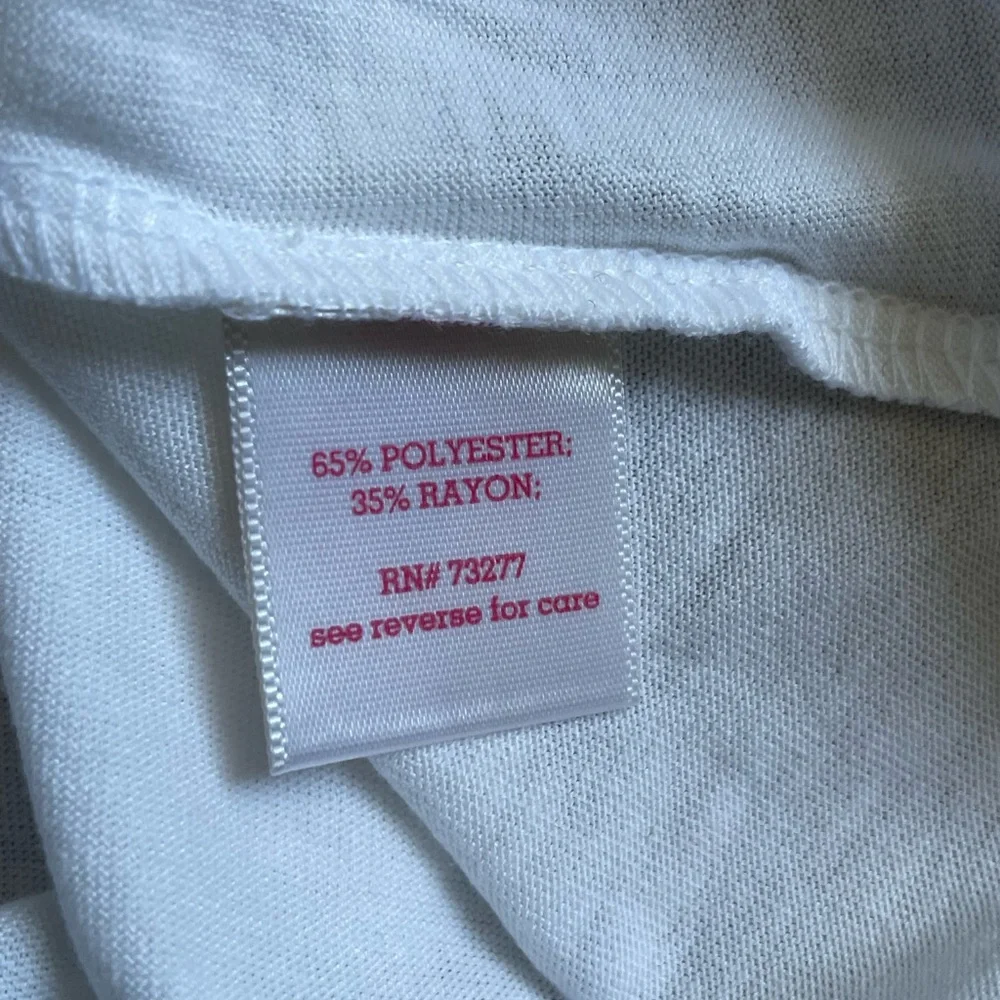 65% POLYESTER;
35% RAYON;
RN# 73277
see reverse for care